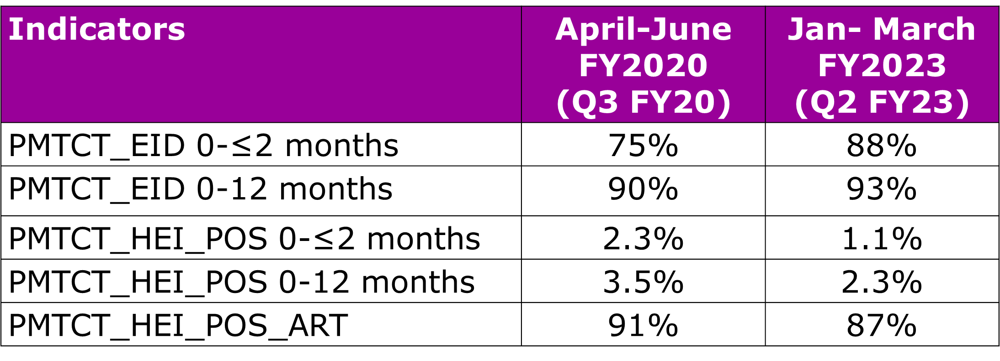 Indicators
April-June
FY2020
(Q3 FY20)
Jan- March
FY2023
(Q2 FY23)
PMTCT_EID 0-≤2 months 75% 88%
PMTCT_EID 0-12 months 90% 93%
PMTCT_HEI_POS 0-≤2 months 2.3% 1.1%
PMTCT_HEI_POS 0-12 months 3.5% 2.3%
PMTCT_HEI_POS_ART 91% 87%